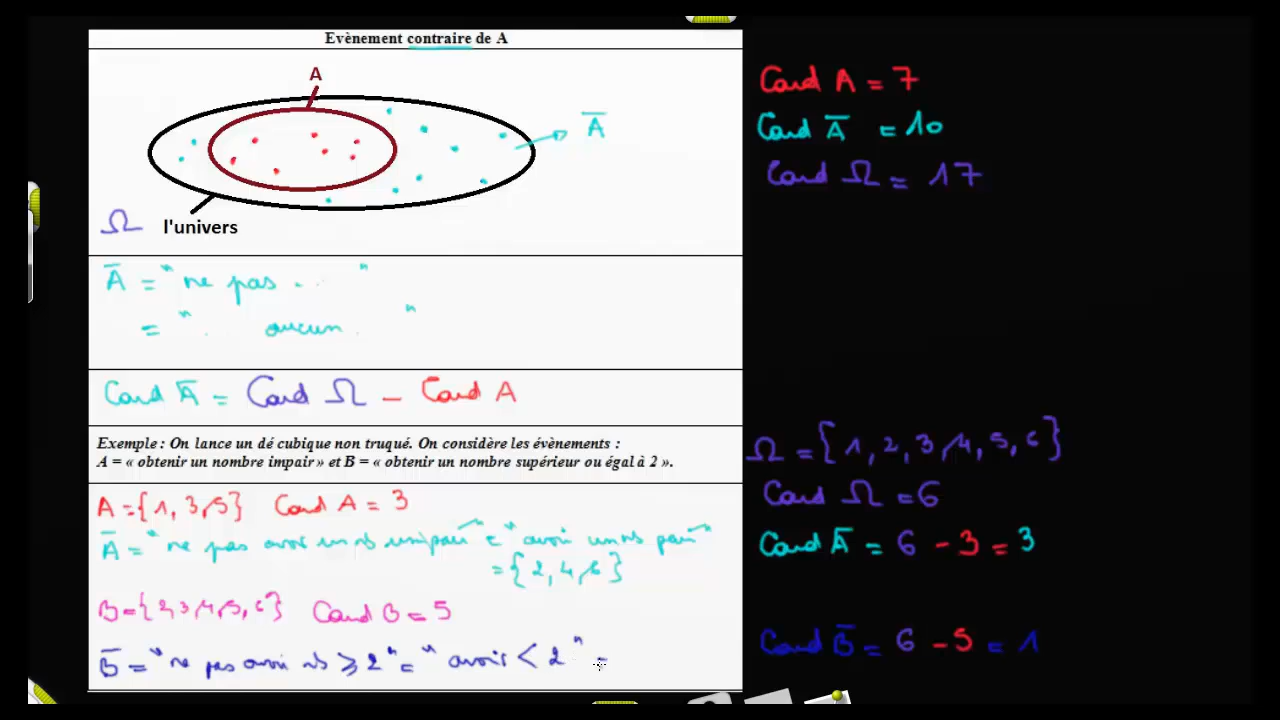 Evènement contraire de A
A
Ā
Ω l'univers
Card A = 7
Card Ā = 10
Card Ω = 17
Ā = " ne pas . . . "
= " . aucun . "
Card Ā = Card Ω - Card A
Exemple : On lance un dé cubique non truqué. On considère les évènements :
A = « obtenir un nombre impair » et B = « obtenir un nombre supérieur ou égal à 2 ».
Ω = {1, 2, 3, 4, 5, 6}
Card Ω = 6
A = {1, 3, 5} Card A = 3
Ā = " ne pas avoir un nb impair " = " avoir un nb pair "
= {2, 4, 6}
Card Ā = 6 - 3 = 3
B = {2, 3, 4, 5, 6} Card B = 5
B̄ = " ne pas avoir nb ≥ 2 " = " avoir < 2 " =
Card B̄ = 6 - 5 = 1